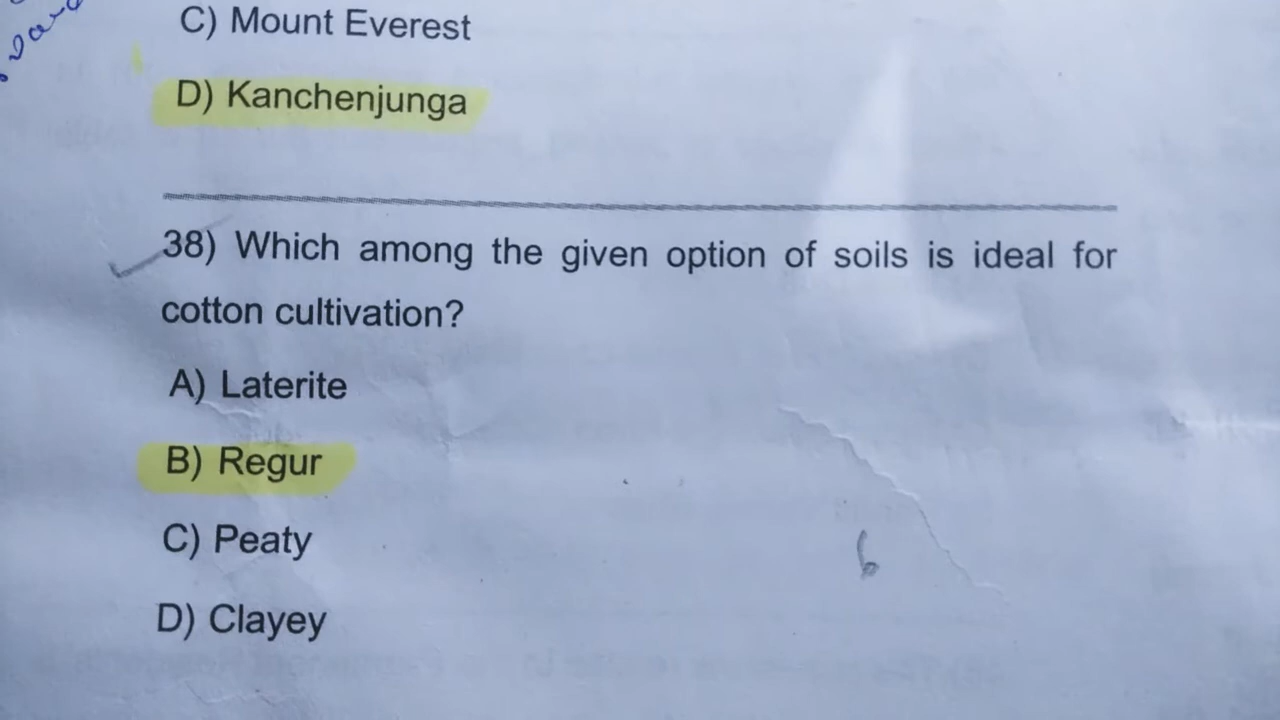 C) Mount Everest
D) Kanchenjunga
38) Which among the given option of soils is ideal for
cotton cultivation?
A) Laterite
B) Regur
C) Peaty
D) Clayey